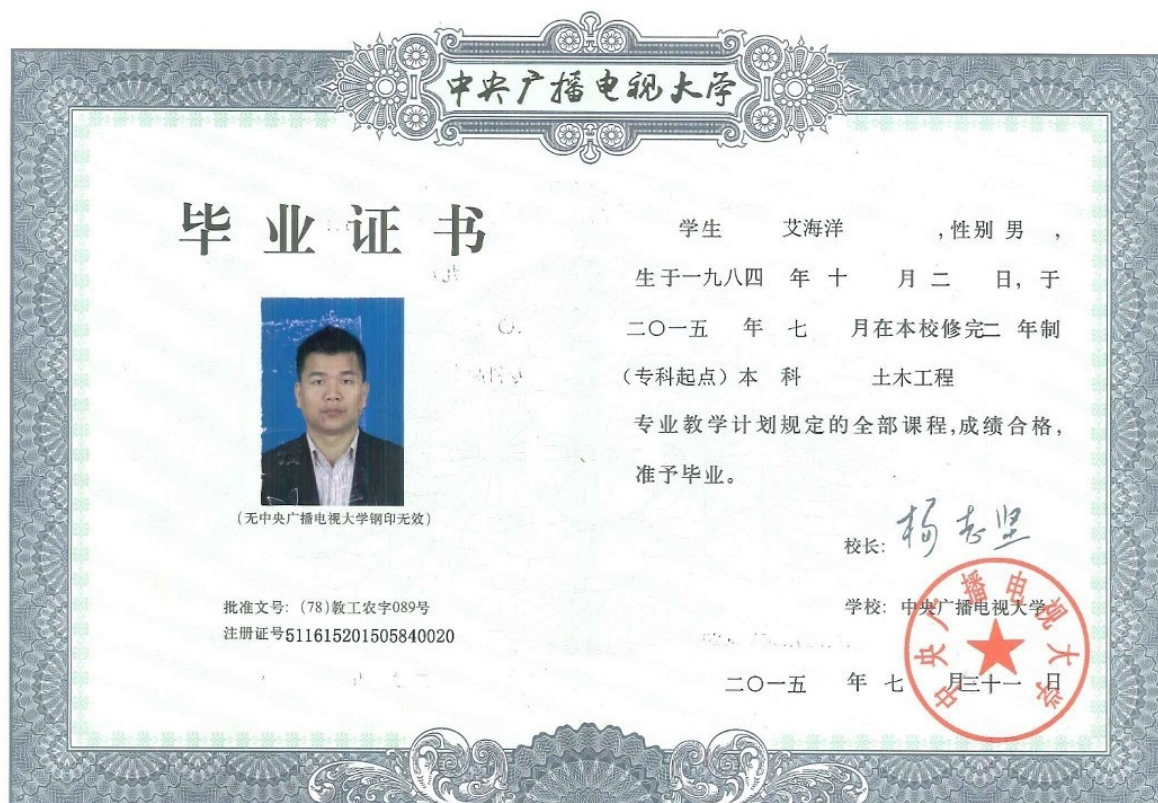 中央广播电视大学
毕业证书
(无中央广播电视大学钢印无效)
批准文号: (78)教工农字089号
注册证号511615201505840020
学生 艾海洋 ,性别 男 ,
生于一九八四 年 十 月 二 日, 于
二〇一五 年 七 月在本校修完二 年制
(专科起点) 本 科 土木工程
专业教学计划规定的全部课程,成绩合格,
准予毕业。
校长: 杨志坚
学校: 中央广播电视大学
中央广播电视大学
二〇一五 年 七 月三十一 日